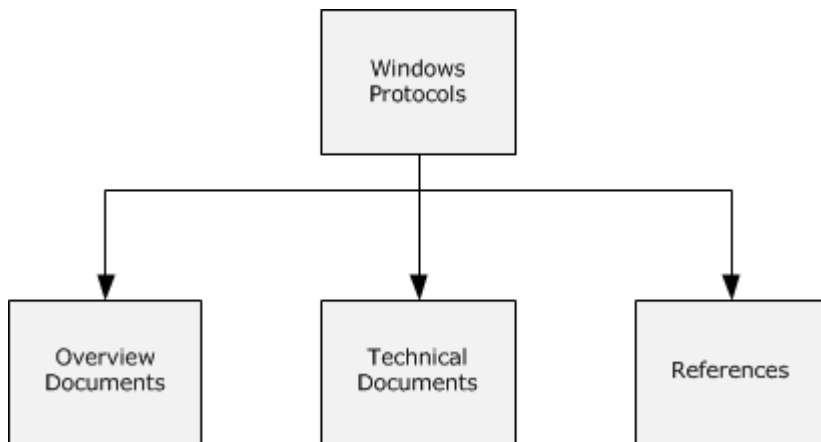 Windows
Protocols
Overview
Documents
Technical
Documents
References